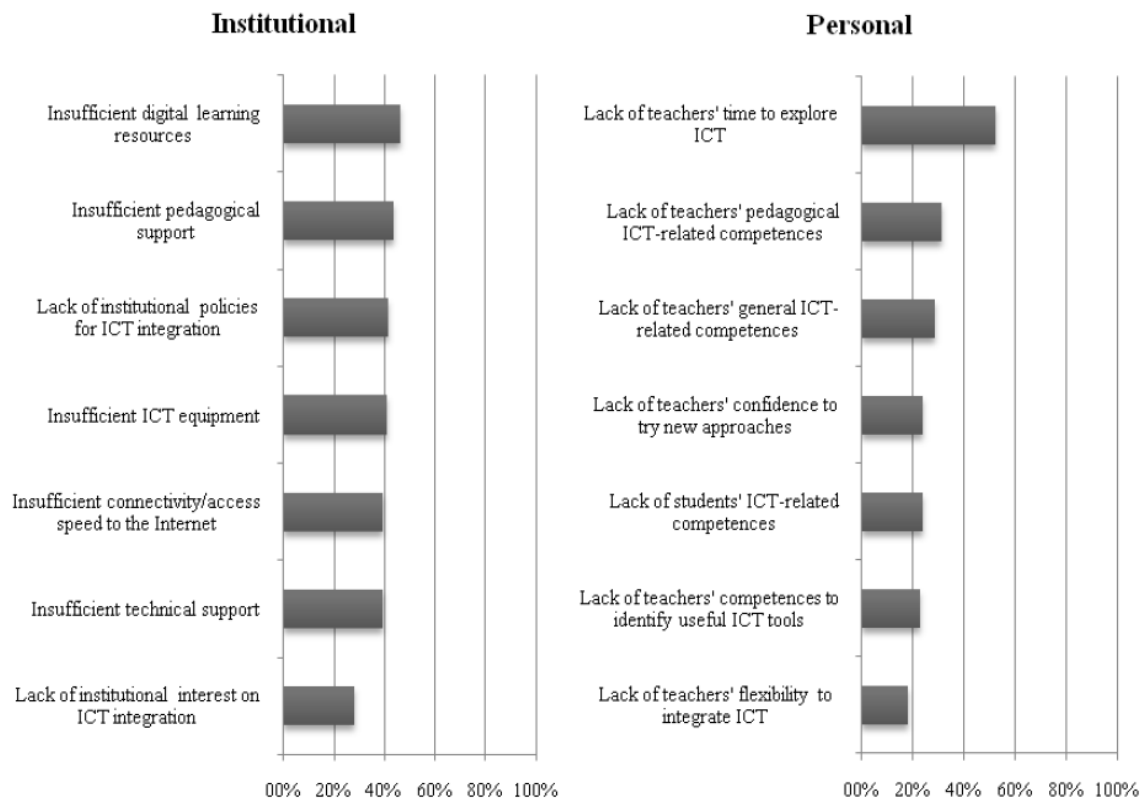 Institutional
Insufficient digital learning
resources
Insufficient pedagogical
support
Lack of institutional policies
for ICT integration
Insufficient ICT equipment
Insufficient connectivity/access
speed to the Internet
Insufficient technical support
Lack of institutional interest on
ICT integration
00% 20% 40% 60% 80% 100%
Personal
Lack of teachers' time to explore
ICT
Lack of teachers' pedagogical
ICT-related competences
Lack of teachers' general ICT-
related competences
Lack of teachers' confidence to
try new approaches
Lack of students' ICT-related
competences
Lack of teachers' competences to
identify useful ICT tools
Lack of teachers' flexibility to
integrate ICT
00% 20% 40% 60% 80% 100%